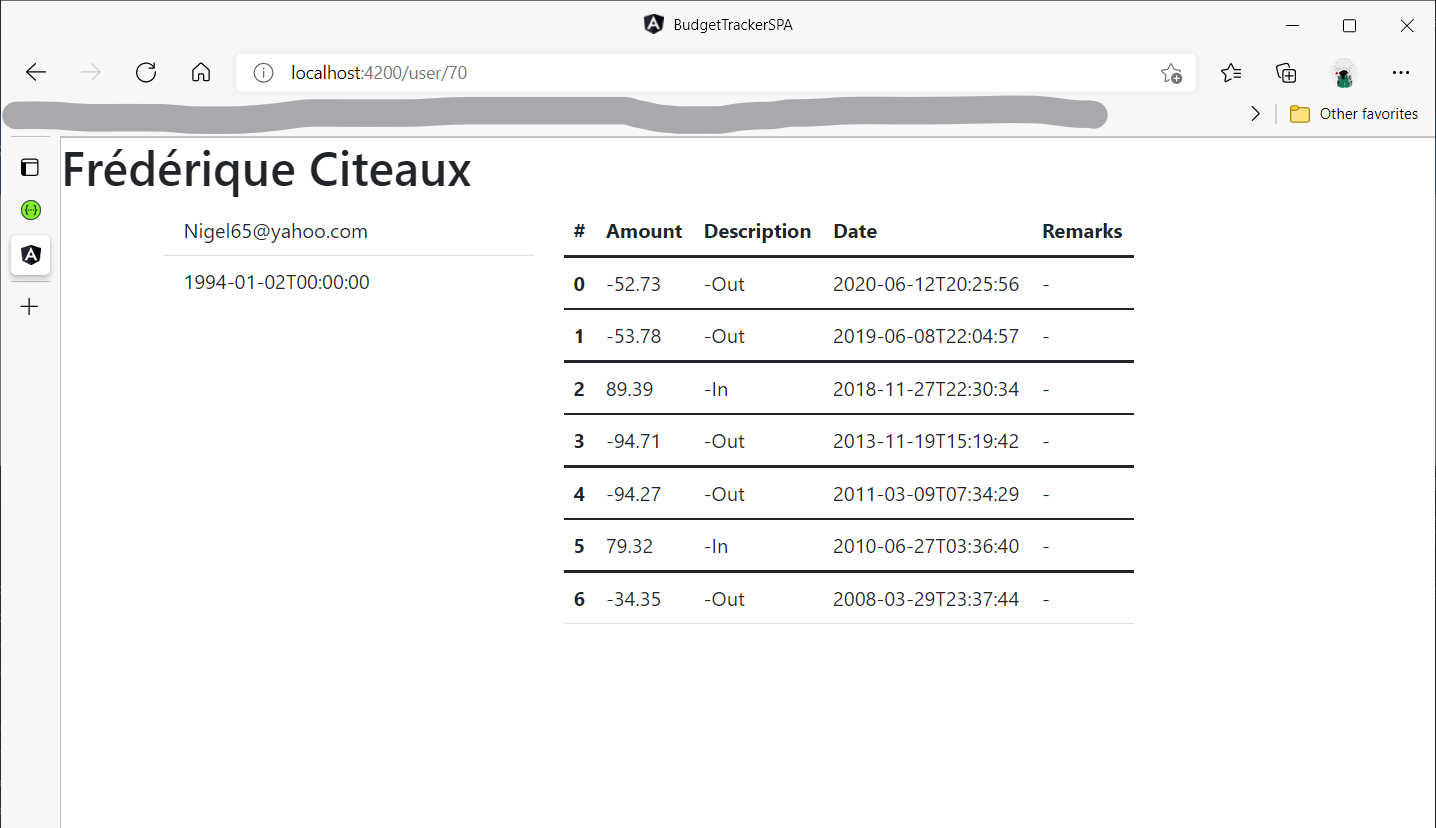 BudgetTrackerSPA
localhost:4200/user/70
Other favorites
Frédérique Citeaux
Nigel65@yahoo.com
1994-01-02T00:00:00
# Amount Description Date Remarks
0 -52.73 -Out 2020-06-12T20:25:56 -
1 -53.78 -Out 2019-06-08T22:04:57 -
2 89.39 -In 2018-11-27T22:30:34 -
3 -94.71 -Out 2013-11-19T15:19:42 -
4 -94.27 -Out 2011-03-09T07:34:29 -
5 79.32 -In 2010-06-27T03:36:40 -
6 -34.35 -Out 2008-03-29T23:37:44 -